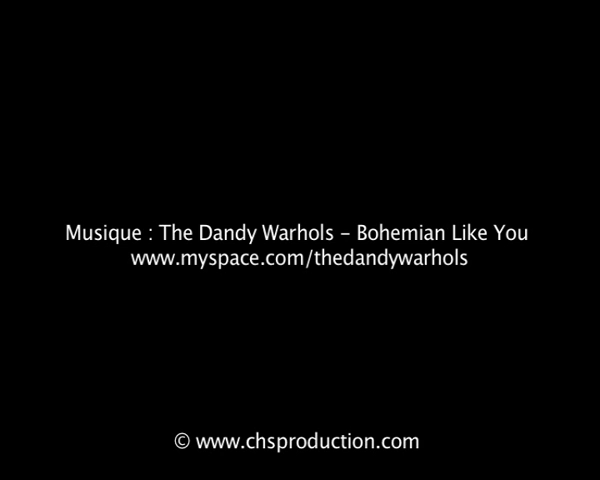 Musique : The Dandy Warhols – Bohemian Like You
www.myspace.com/thedandywarhols
© www.chsproduction.com